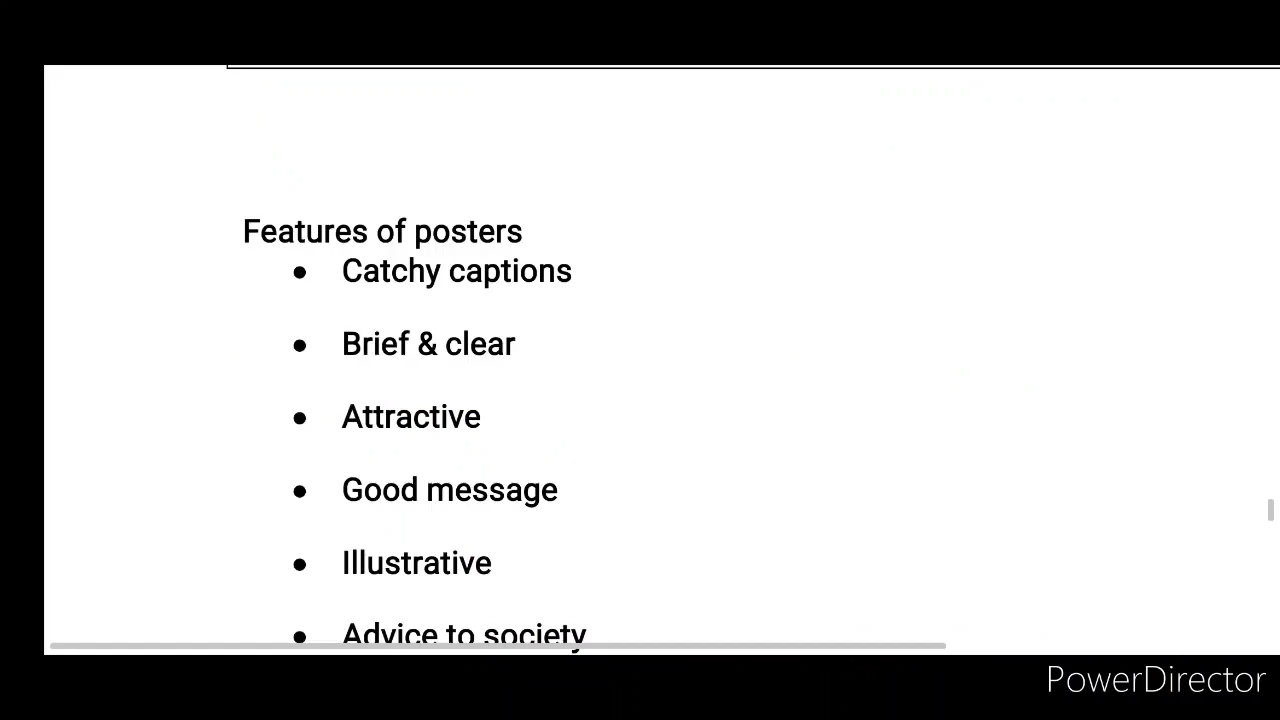 Features of posters
• Catchy captions
• Brief & clear
• Attractive
• Good message
• Illustrative
• Advice to society
PowerDirector